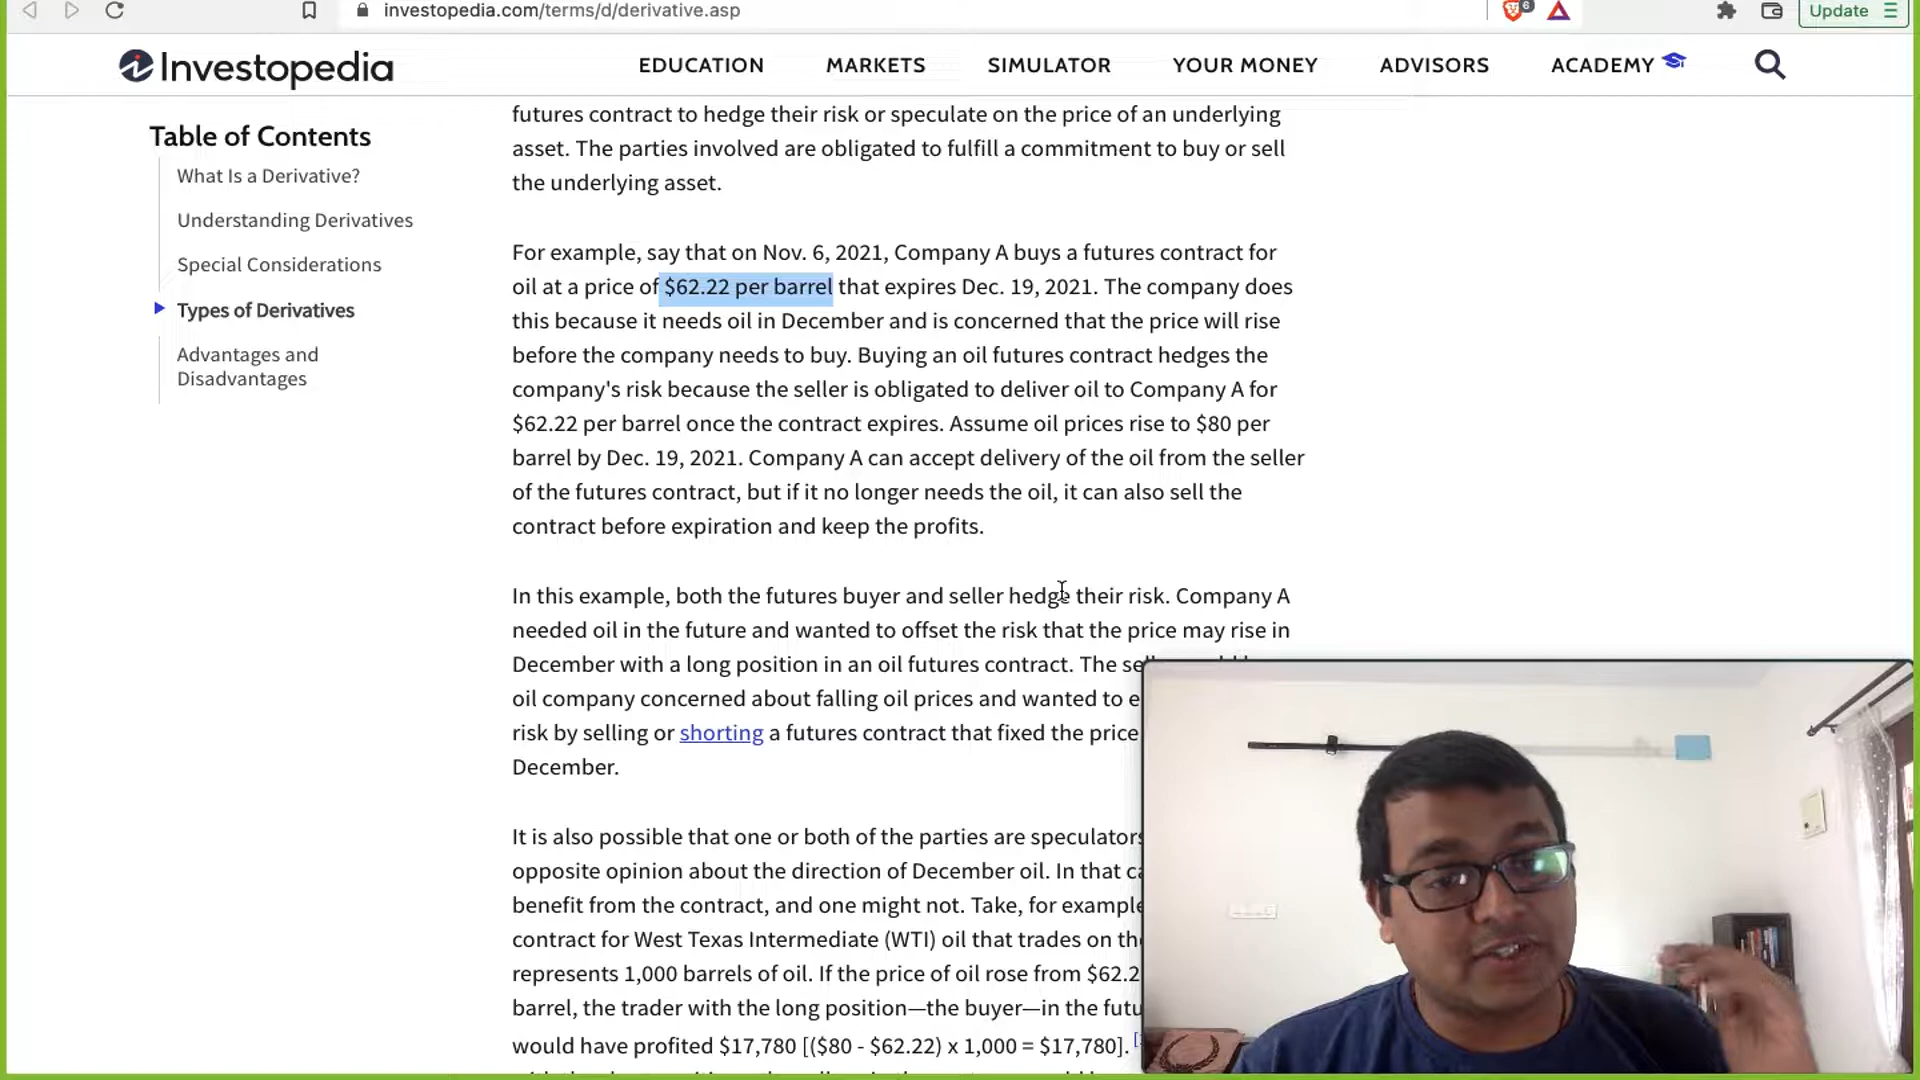 investopedia.com/terms/d/derivative.asp
6
Update
Investopedia
EDUCATION
MARKETS
SIMULATOR
YOUR MONEY
ADVISORS
ACADEMY
Table of Contents
What Is a Derivative?
Understanding Derivatives
Special Considerations
Types of Derivatives
Advantages and
Disadvantages
futures contract to hedge their risk or speculate on the price of an underlying
asset. The parties involved are obligated to fulfill a commitment to buy or sell
the underlying asset.
For example, say that on Nov. 6, 2021, Company A buys a futures contract for
oil at a price of $62.22 per barrel that expires Dec. 19, 2021. The company does
this because it needs oil in December and is concerned that the price will rise
before the company needs to buy. Buying an oil futures contract hedges the
company's risk because the seller is obligated to deliver oil to Company A for
$62.22 per barrel once the contract expires. Assume oil prices rise to $80 per
barrel by Dec. 19, 2021. Company A can accept delivery of the oil from the seller
of the futures contract, but if it no longer needs the oil, it can also sell the
contract before expiration and keep the profits.
In this example, both the futures buyer and seller hedge their risk. Company A
needed oil in the future and wanted to offset the risk that the price may rise in
December with a long position in an oil futures contract. The
oil company concerned about falling oil prices and wanted to
risk by selling or shorting a futures contract that fixed the price
December.
It is also possible that one or both of the parties are speculators
opposite opinion about the direction of December oil. In that
benefit from the contract, and one might not. Take, for example
contract for West Texas Intermediate (WTI) oil that trades on
represents 1,000 barrels of oil. If the price of oil rose from $62.2
barrel, the trader with the long position—the buyer—in the
would have profited $17,780 [($80 - $62.22) x 1,000 = $17,780].